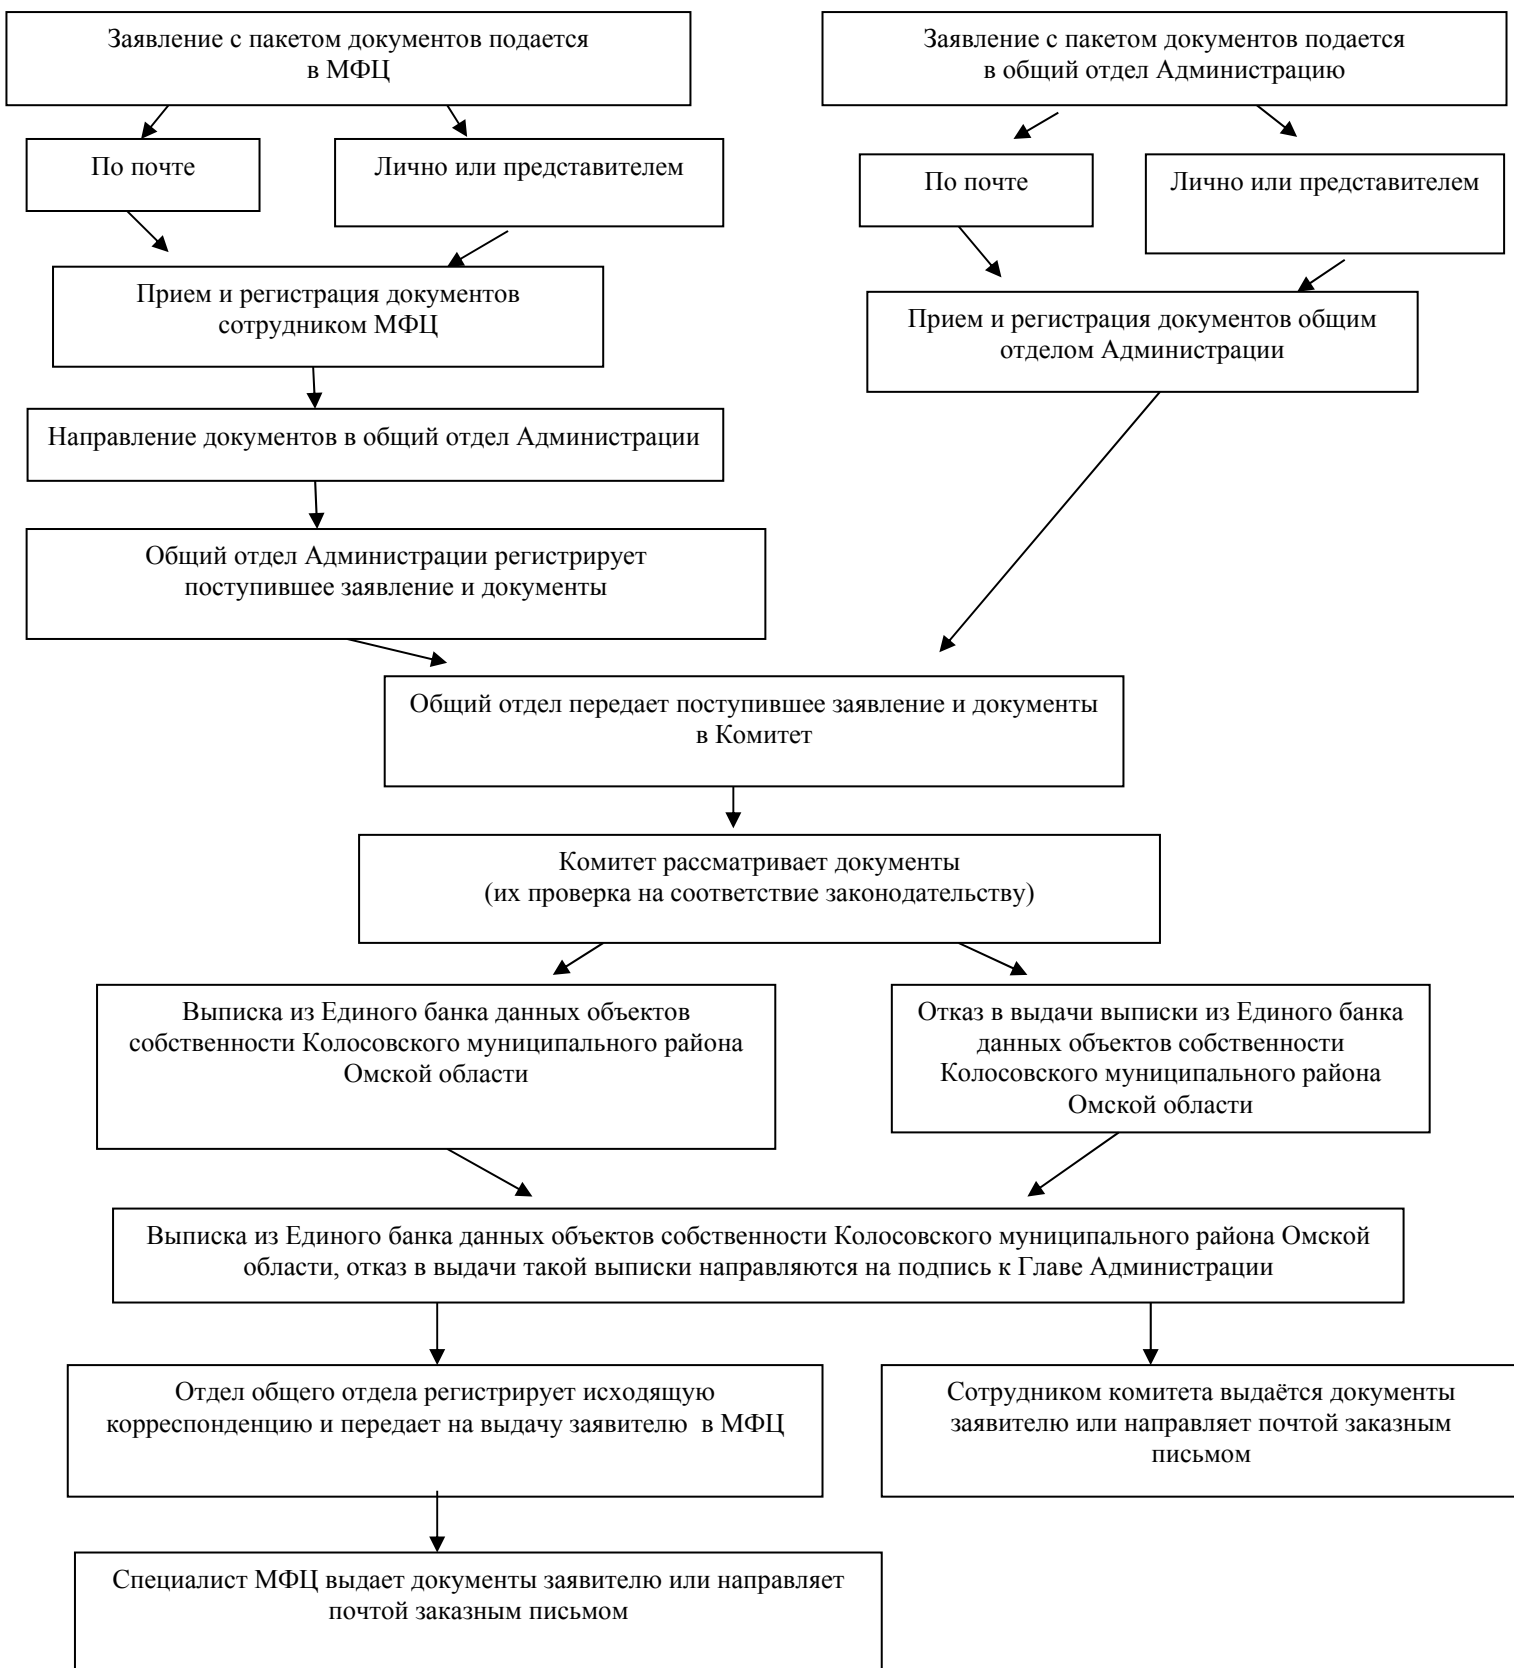 Заявление с пакетом документов подается
в МФЦ
Заявление с пакетом документов подается
в общий отдел Администрацию
По почте
Лично или представителем
По почте
Лично или представителем
Прием и регистрация документов
сотрудником МФЦ
Прием и регистрация документов общим
отделом Администрации
Направление документов в общий отдел Администрации
Общий отдел Администрации регистрирует
поступившее заявление и документы
Общий отдел передает поступившее заявление и документы
в Комитет
Комитет рассматривает документы
(их проверка на соответствие законодательству)
Выписка из Единого банка данных объектов
собственности Колосовского муниципального района
Омской области
Отказ в выдачи выписки из Единого банка
данных объектов собственности
Колосовского муниципального района
Омской области
Выписка из Единого банка данных объектов собственности Колосовского муниципального района Омской
области, отказ в выдачи такой выписки направляются на подпись к Главе Администрации
Отдел общего отдела регистрирует исходящую
корреспонденцию и передает на выдачу заявителю  в МФЦ
Сотрудником комитета выдаётся документы
заявителю или направляет почтой заказным
письмом
Специалист МФЦ выдает документы заявителю или направляет
почтой заказным письмом